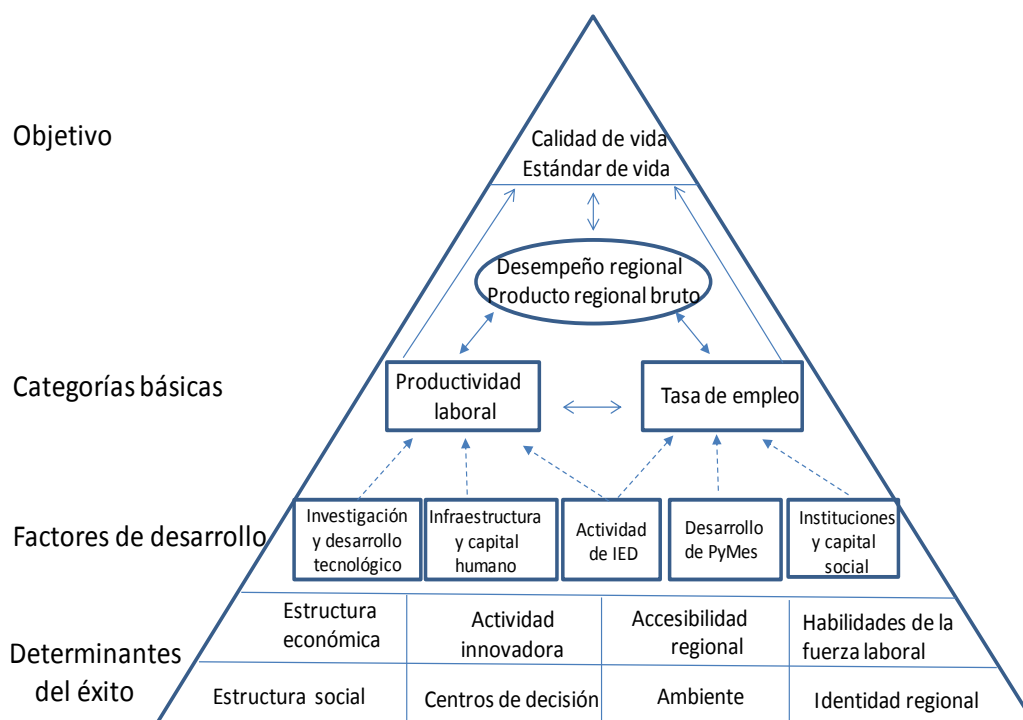 Objetivo
Calidad de vida
Estándar de vida
Desempeño regional
Producto regional bruto
Categorías básicas
Productividad
laboral
Tasa de empleo
Factores de desarrollo
Investigación
y desarrollo
tecnológico
Infraestructura
y capital
humano
Actividad
de IED
Desarrollo
de PyMes
Instituciones
y capital
social
Determinantes
del éxito
Estructura
económica
Actividad
innovadora
Accesibilidad
regional
Habilidades de la
fuerza laboral
Estructura social
Centros de decisión
Ambiente
Identidad regional